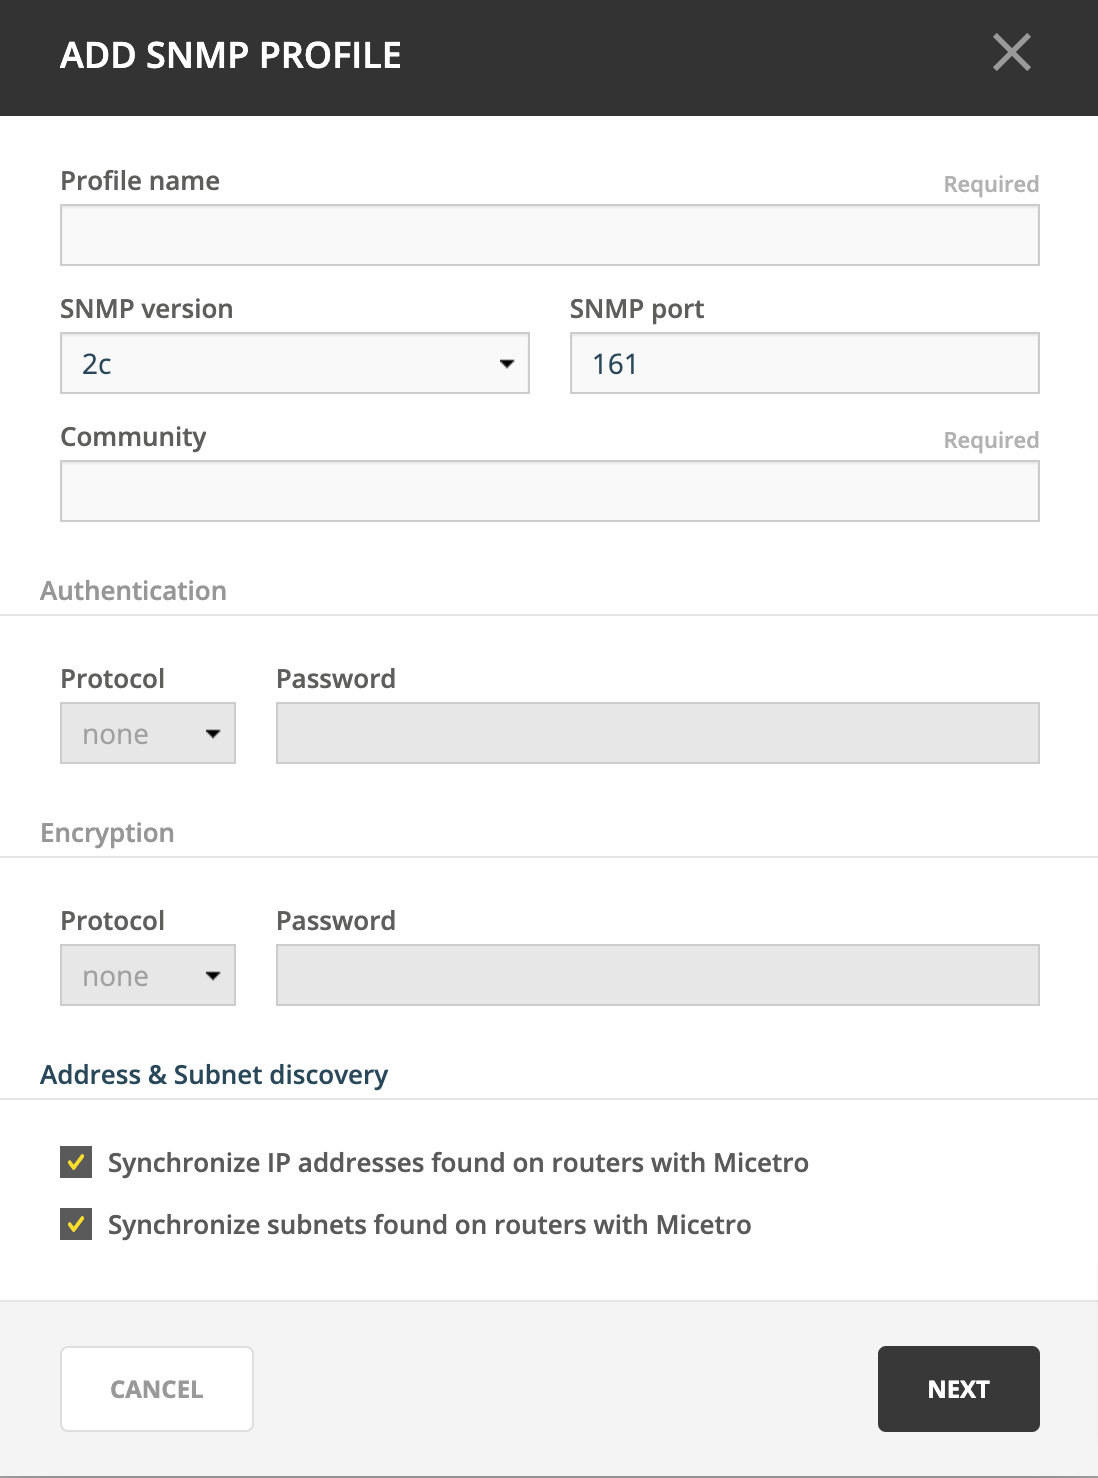 ADD SNMP PROFILE
Profile name
Required
SNMP version
SNMP port
2c
161
Community
Required
Authentication
Protocol
Password
none
Encryption
Protocol
Password
none
Address & Subnet discovery
Synchronize IP addresses found on routers with Micetro
Synchronize subnets found on routers with Micetro
CANCEL
NEXT